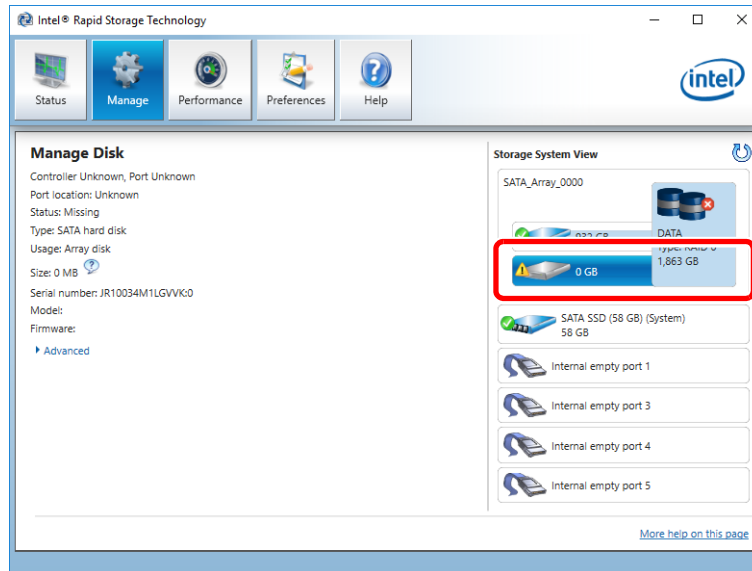 Intel® Rapid Storage Technology
Status
Manage
Performance
Preferences
Help
intel
Manage Disk
Controller Unknown, Port Unknown
Port location: Unknown
Status: Missing
Type: SATA hard disk
Usage: Array disk
Size: 0 MB
Serial number: JR10034M1LGVVK:0
Model:
Firmware:
Advanced
Storage System View
SATA_Array_0000
932 GB
DATA
Type: RAID
0 GB
1,863 GB
SATA SSD (58 GB) (System)
58 GB
Internal empty port 1
Internal empty port 3
Internal empty port 4
Internal empty port 5
More help on this page